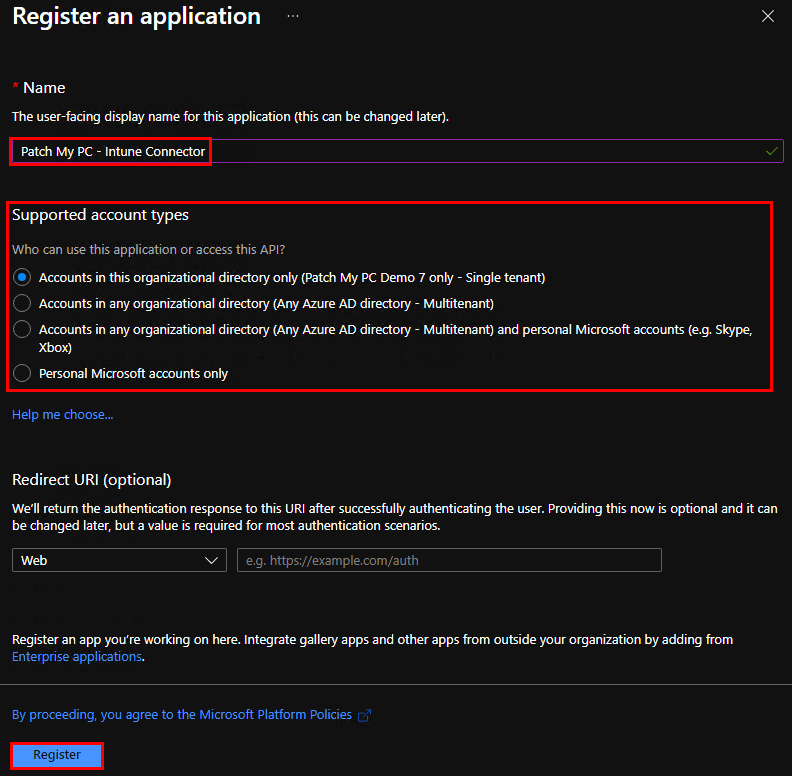 Register an application ...
* Name
The user-facing display name for this application (this can be changed later).
Patch My PC - Intune Connector
Supported account types
Who can use this application or access this API?
Accounts in this organizational directory only (Patch My PC Demo 7 only - Single tenant)
Accounts in any organizational directory (Any Azure AD directory - Multitenant)
Accounts in any organizational directory (Any Azure AD directory - Multitenant) and personal Microsoft accounts (e.g. Skype,
Xbox)
Personal Microsoft accounts only
Help me choose...
Redirect URI (optional)
We'll return the authentication response to this URI after successfully authenticating the user. Providing this now is optional and it can
be changed later, but a value is required for most authentication scenarios.
Web
e.g. https://example.com/auth
Register an app you're working on here. Integrate gallery apps and other apps from outside your organization by adding from
Enterprise applications.
By proceeding, you agree to the Microsoft Platform Policies
Register